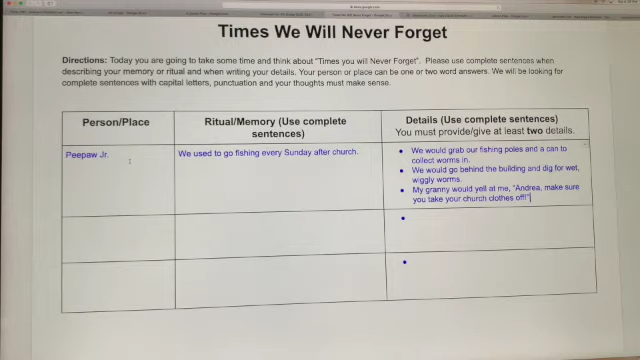 Times We Will Never Forget
Directions: Today you are going to take some time and think about "Times you will Never Forget". Please use complete sentences when
describing your memory or ritual and when writing your details. Your person or place can be one or two word answers. We will be looking for
complete sentences with capital letters, punctuation and your thoughts must make sense.
Person/Place
Ritual/Memory (Use complete
sentences)
Details (Use complete sentences)
You must provide/give at least two details.
Peepaw Jr.
We used to go fishing every Sunday after church.
We would grab our fishing poles and a can to
collect worms in.
We would go behind the building and dig for wet,
wiggly worms.
My granny would yell at me, "Andrea, make sure
you take your church clothes off!"